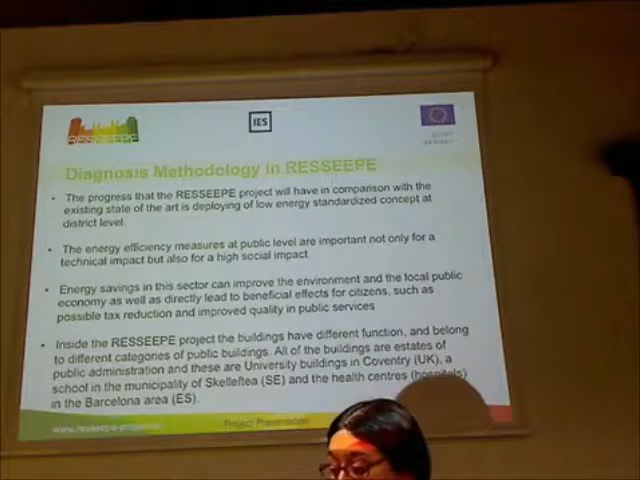 RESSEEPE
IES
Diagnosis Methodology in RESSEEPE
• The progress that the RESSEEPE project will have in comparison with the
existing state of the art is deploying of low energy standardized concept at
district level.
• The energy efficiency measures at public level are important not only for a
technical impact but also for a high social impact.
• Energy savings in this sector can improve the environment and the local public
economy as well as directly lead to beneficial effects for citizens, such as
possible tax reduction and improved quality in public services
• Inside the RESSEEPE project the buildings have different function, and belong
to different categories of public buildings. All of the buildings are estates of
public administration and these are University buildings in Coventry (UK), a
school in the municipality of Skelleftea (SE) and the health centres (hospitals)
in the Barcelona area (ES).
Project Presentation